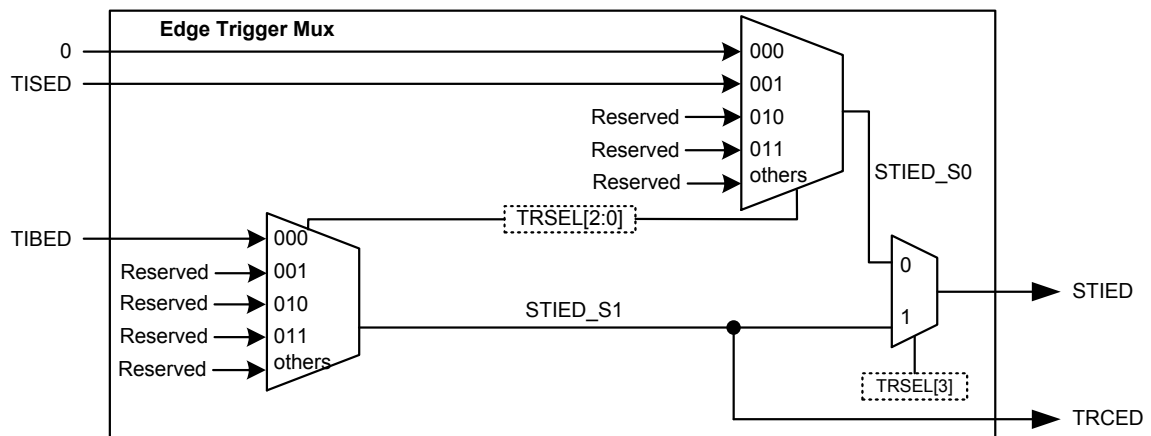 Edge Trigger Mux
0
000
TISED
001
Reserved
010
Reserved
011
Reserved
others
STIED_S0
TRSEL[2:0]
TIBED
000
Reserved
001
Reserved
010
Reserved
011
Reserved
others
STIED_S1
0
1
STIED
TRSEL[3]
TRCED